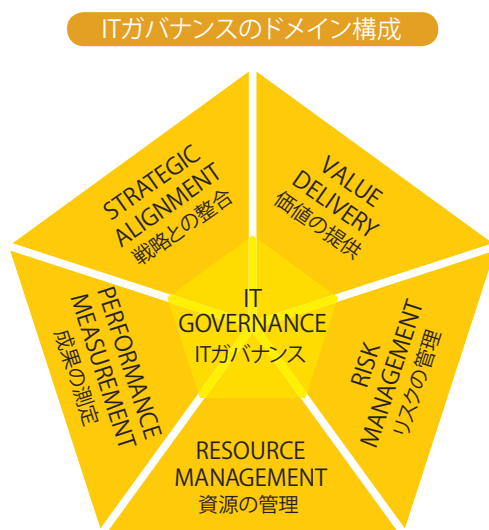 ITガバナンスのドメイン構成
STRATEGIC
ALIGNMENT
戦略との整合
VALUE
DELIVERY
価値の提供
IT
GOVERNANCE
ITガバナンス
PERFORMANCE
MEASUREMENT
成果の測定
RISK
MANAGEMENT
リスクの管理
RESOURCE
MANAGEMENT
資源の管理